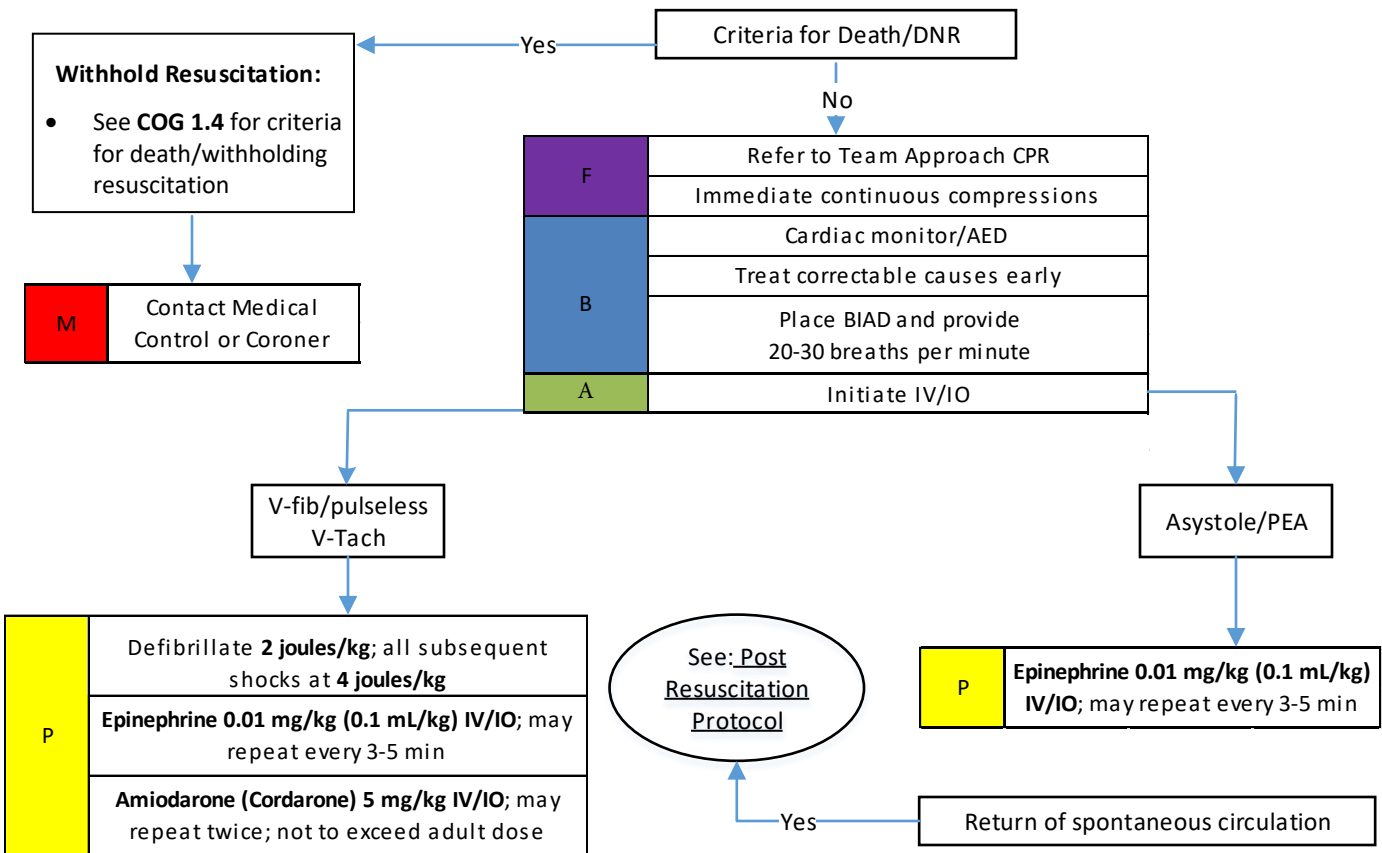 Criteria for Death/DNR
Yes
No
Withhold Resuscitation:
• See COG 1.4 for criteria
for death/withholding
resuscitation
M
Contact Medical
Control or Coroner
F
Refer to Team Approach CPR
Immediate continuous compressions
B
Cardiac monitor/AED
Treat correctable causes early
Place BIAD and provide
20-30 breaths per minute
A
Initiate IV/IO
V-fib/pulseless
V-Tach
Asystole/PEA
P
Defibrillate 2 joules/kg; all subsequent
shocks at 4 joules/kg
Epinephrine 0.01 mg/kg (0.1 mL/kg) IV/IO; may
repeat every 3-5 min
Amiodarone (Cordarone) 5 mg/kg IV/IO; may
repeat twice; not to exceed adult dose
See: Post
Resuscitation
Protocol
P
Epinephrine 0.01 mg/kg (0.1 mL/kg)
IV/IO; may repeat every 3-5 min
Yes
Return of spontaneous circulation